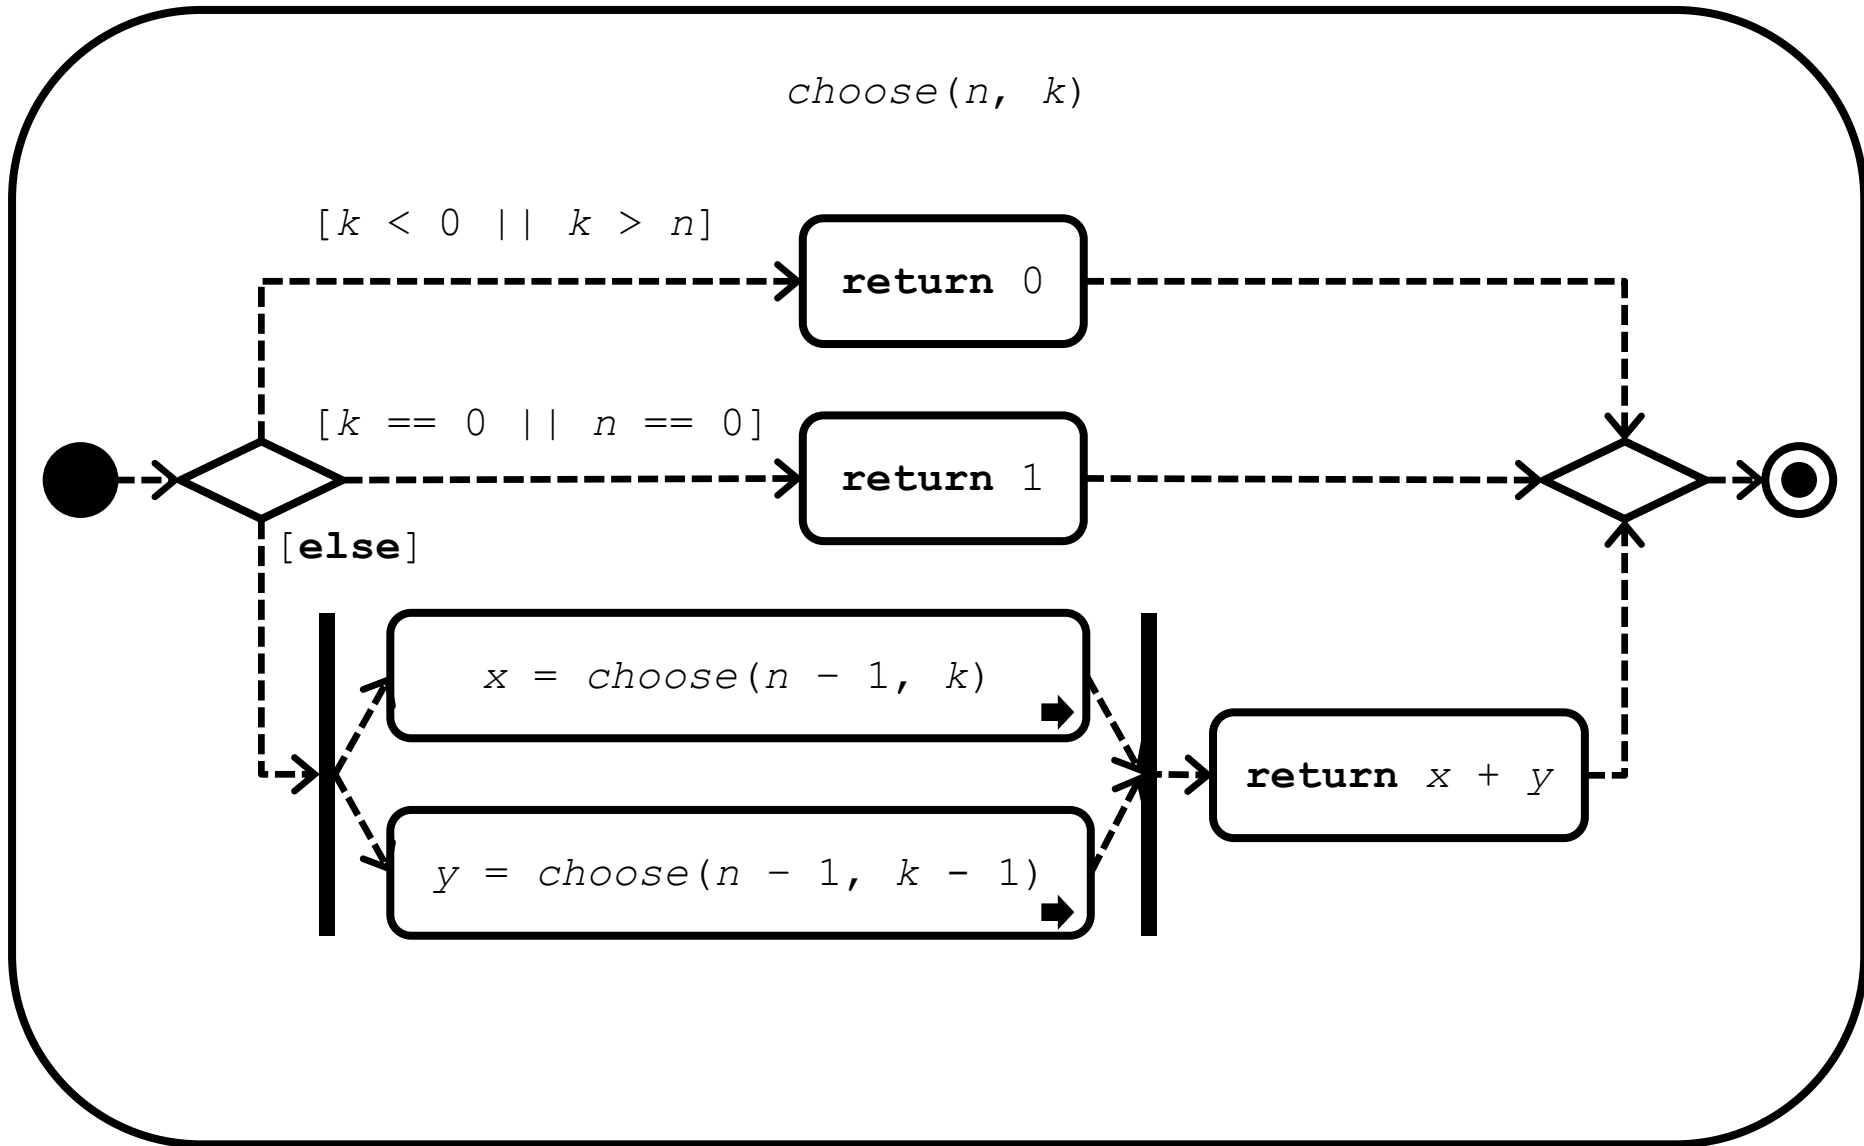 choose(n, k)
[k < 0 || k > n]
return 0
[k == 0 || n == 0]
return 1
[else]
x = choose(n − 1, k)
y = choose(n − 1, k - 1)
return x + y